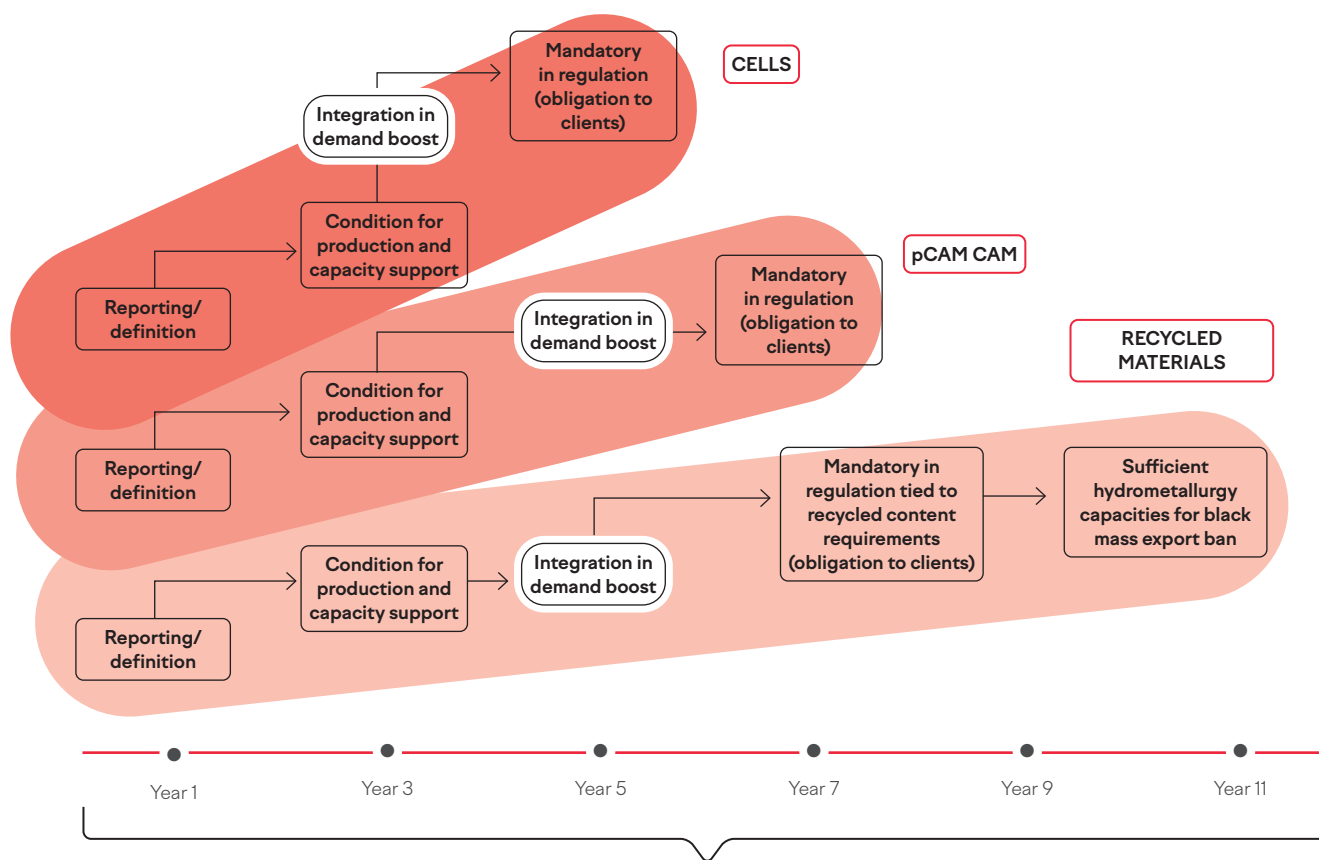 Mandatory
in regulation
(obligation to
clients)
CELLS
Integration in
demand boost
Condition for
production and
capacity support
Reporting/
definition
pCAM CAM
Mandatory
in regulation
(obligation to
clients)
Integration in
demand boost
Condition for
production and
capacity support
Reporting/
definition
RECYCLED
MATERIALS
Sufficient
hydrometallurgy
capacities for black
mass export ban
Mandatory in
regulation tied to
recycled content
requirements
(obligation to clients)
Integration in
demand boost
Condition for
production and
capacity support
Reporting/
definition
Year 1
Year 3
Year 5
Year 7
Year 9
Year 11